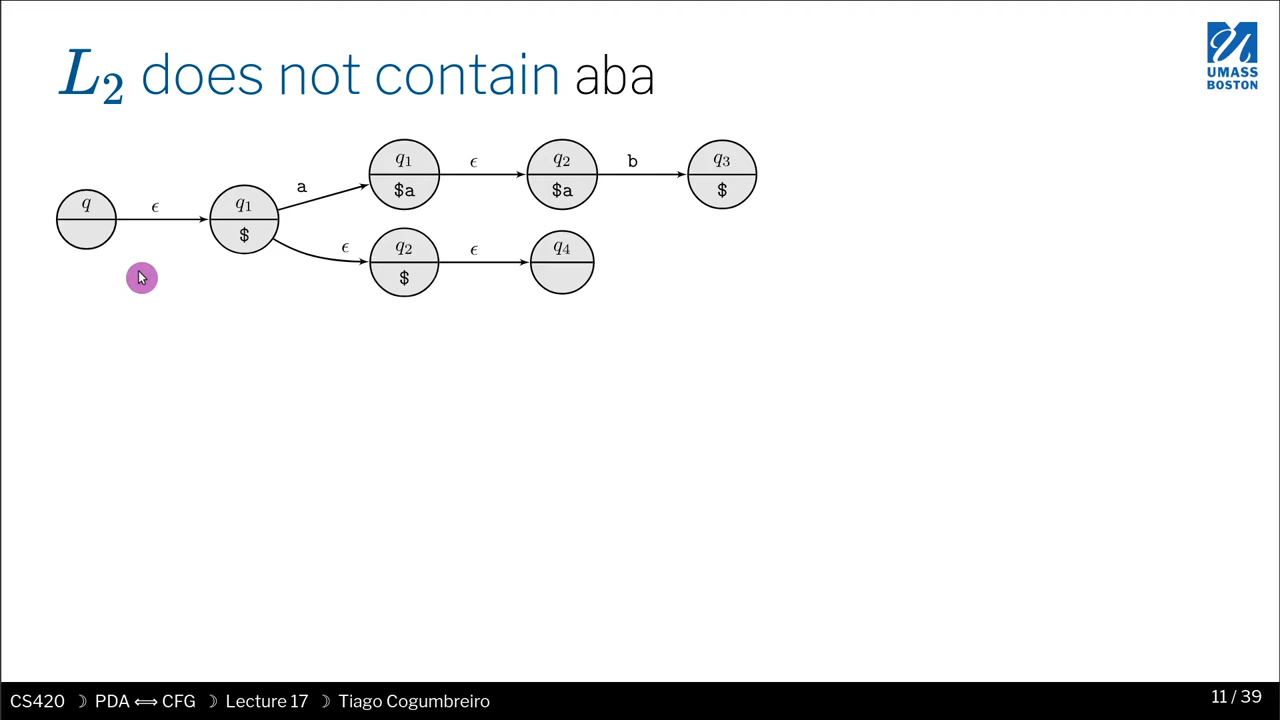 L₂ does not contain aba
UMASS
BOSTON
q
ϵ
q₁
$
a
q₁
$a
ϵ
q₂
$a
b
q₃
$
ϵ
q₂
$
ϵ
q₄
CS420 ☽ PDA ⟺ CFG ☽ Lecture 17 ☽ Tiago Cogumbreiro
11 / 39